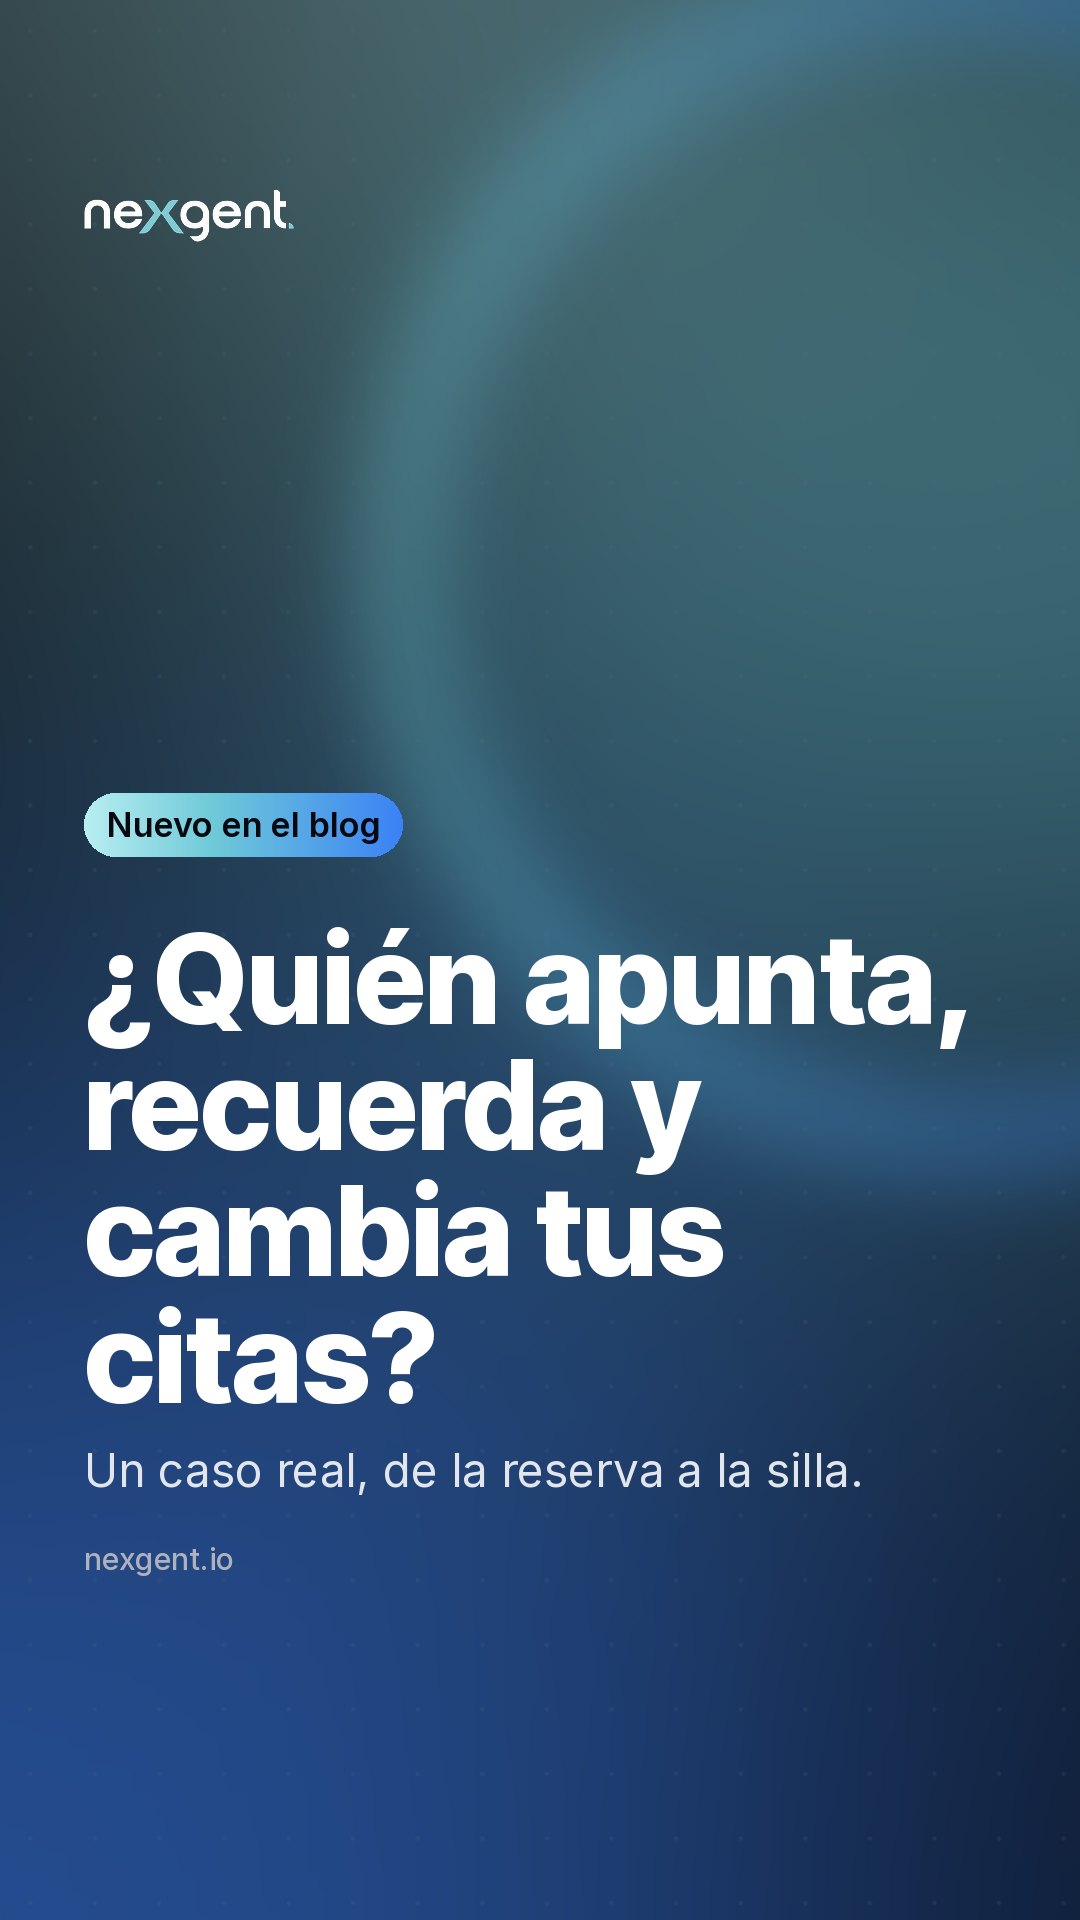 nexgent.
Nuevo en el blog
¿Quién apunta,
recuerda y
cambia tus
citas?
Un caso real, de la reserva a la silla.
nexgent.io